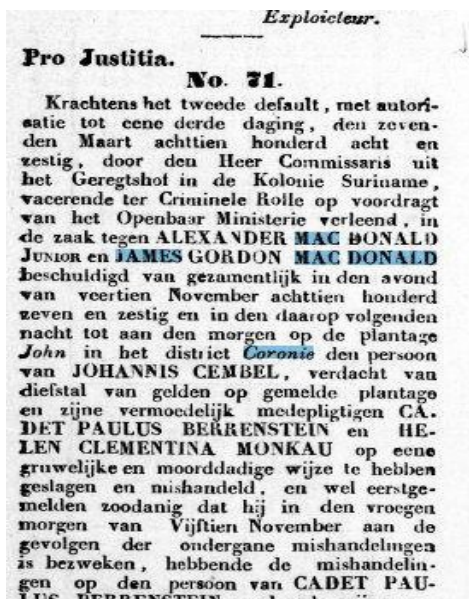 Exploicteur.
Pro Justitia.
No. 71.
Krachtens het tweede default, met autori-
satie tot eene derde daging, den zeven-
den Maart achttien honderd acht en
zestig, door den Heer Commissaris uit
het Geregtshof in de Kolonie Suriname,
vacerende ter Criminele Rolle op voordragt
van het Openbaar Ministerie verleend, in
de zaak tegen ALEXANDER MAC DONALD
JUNIOR en JAMES GORDON MAC DONALD
beschuldigd van gezamentlijk in den avond
van veertien November achttien honderd
zeven en zestig en in den daarop volgenden
nacht tot aan den morgen op de plantage
John in het district Coronie den persoon
van JOHANNIS CEMBEL, verdacht van
diefstal van gelden op gemelde plantage
en zijne vermoedelijk medepligtigen CA-
DET PAULUS BERRENSTEIN en HE-
LEN CLEMENTINA MONKAU op eene
gruwelijke en moorddadige wijze te hebben
geslagen en mishandeld, en wel eerstge-
melden zoodanig dat hij in den vroegen
morgen van Vijftien November aan de
gevolgen der ondergane mishandelingen
is bezweken, hebbende de mishandelin-
gen op den persoon van CADET PAU-
LUS BERRENSTEIN